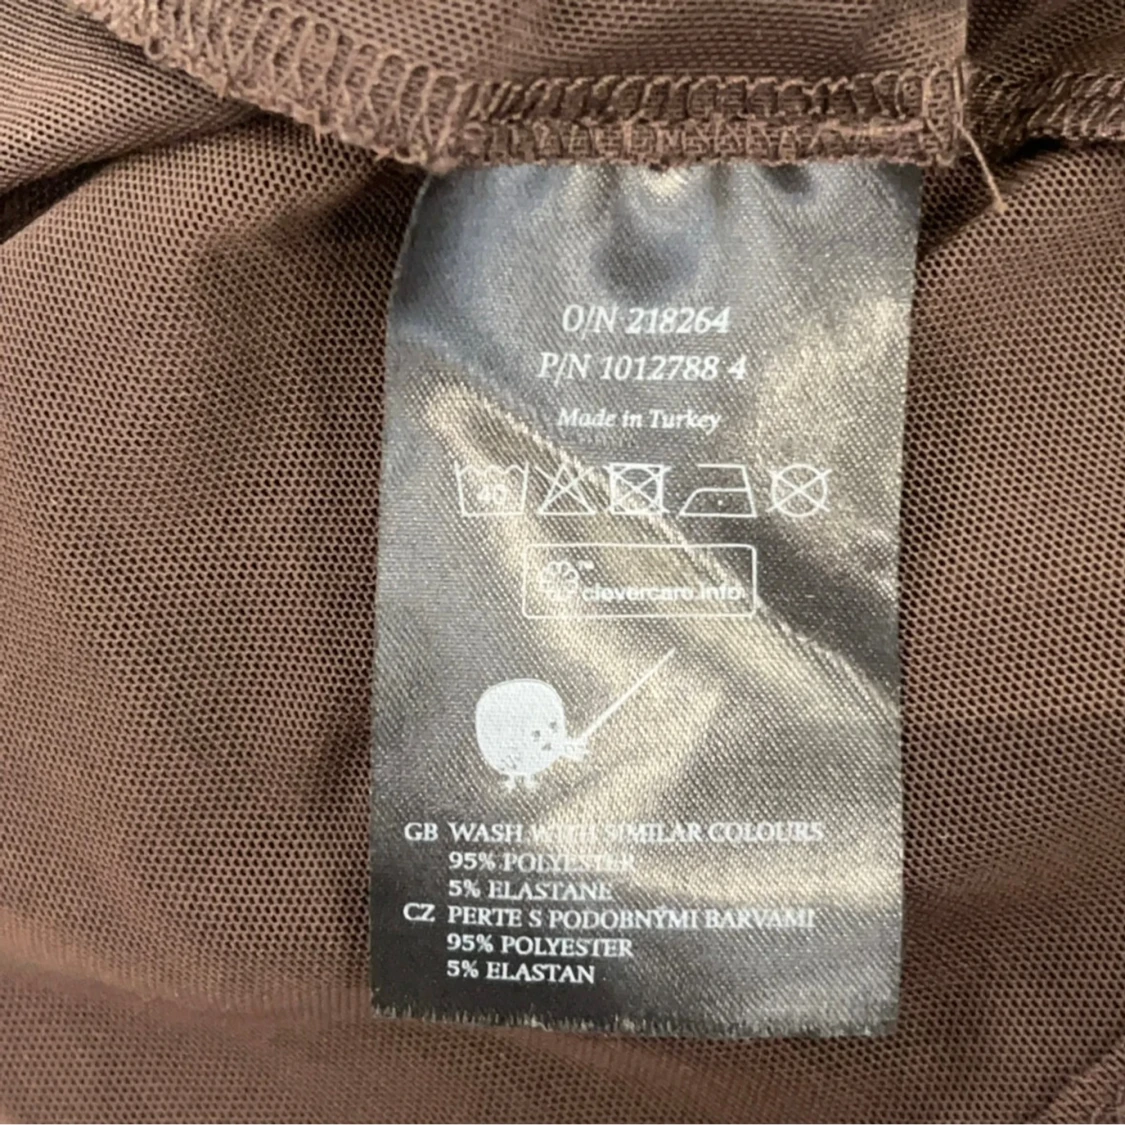 O/N 218264
P/N 1012788 4
Made in Turkey
40
clevercare.info
GB WASH WITH SIMILAR COLOURS
95% POLYESTER
5% ELASTANE
CZ PERTE S PODOBNÝMI BARVAMI
95% POLYESTER
5% ELASTAN